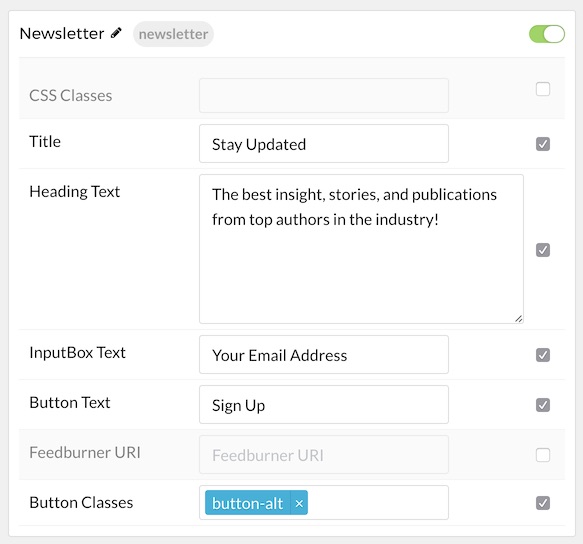 Newsletter newsletter
CSS Classes
Title Stay Updated
Heading Text The best insight, stories, and publications
from top authors in the industry!
InputBox Text Your Email Address
Button Text Sign Up
Feedburner URI Feedburner URI
Button Classes button-alt ×